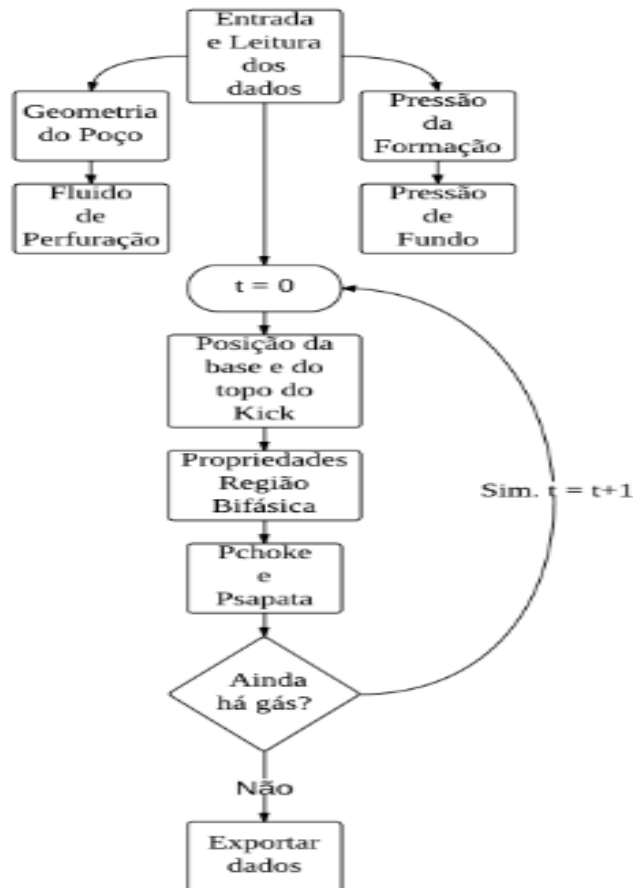 Entrada
e Leitura
dos
dados
Geometria
do Poço
Pressão
da
Formação
Fluido
de
Perfuração
Pressão
de
Fundo
t = 0
Posição da
base e do
topo do
Kick
Propriedades
Região
Bifásica
Sim. t = t+1
Pchoke
e
Psapata
Ainda
há gás?
Não
Exportar
dados